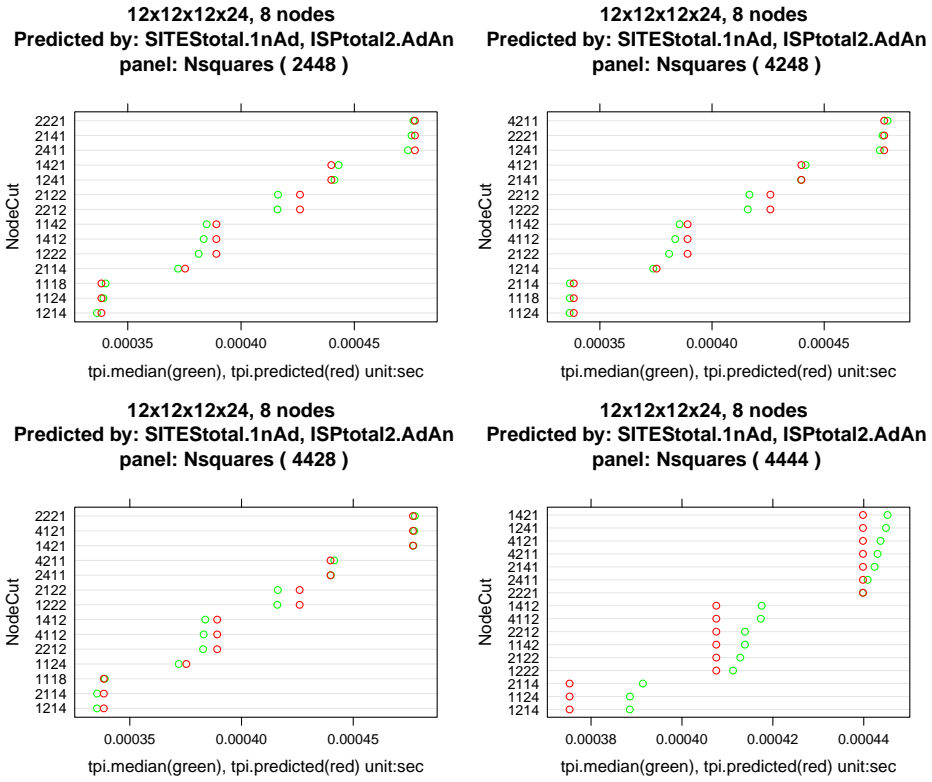 12x12x12x24, 8 nodes
Predicted by: SITEStotal.1nAd, ISPtotal2.AdAn
panel: Nsquares ( 2448 )
NodeCut
2221
2141
2411
1421
1241
2122
2212
1142
1412
1222
2114
1118
1124
1214
0.00035 0.00040 0.00045
tpi.median(green), tpi.predicted(red) unit:sec
12x12x12x24, 8 nodes
Predicted by: SITEStotal.1nAd, ISPtotal2.AdAn
panel: Nsquares ( 4248 )
NodeCut
4211
2221
1241
4121
2141
2212
1222
1142
4112
2122
1214
2114
1118
1124
0.00035 0.00040 0.00045
tpi.median(green), tpi.predicted(red) unit:sec
12x12x12x24, 8 nodes
Predicted by: SITEStotal.1nAd, ISPtotal2.AdAn
panel: Nsquares ( 4428 )
NodeCut
2221
4121
1421
4211
2411
2122
1222
1412
4112
2212
1124
1118
2114
1214
0.00035 0.00040 0.00045
tpi.median(green), tpi.predicted(red) unit:sec
12x12x12x24, 8 nodes
Predicted by: SITEStotal.1nAd, ISPtotal2.AdAn
panel: Nsquares ( 4444 )
NodeCut
1421
1241
4121
4211
2141
2411
2221
1412
4112
2212
1142
2122
1222
2114
1124
1214
0.00038 0.00040 0.00042 0.00044
tpi.median(green), tpi.predicted(red) unit:sec